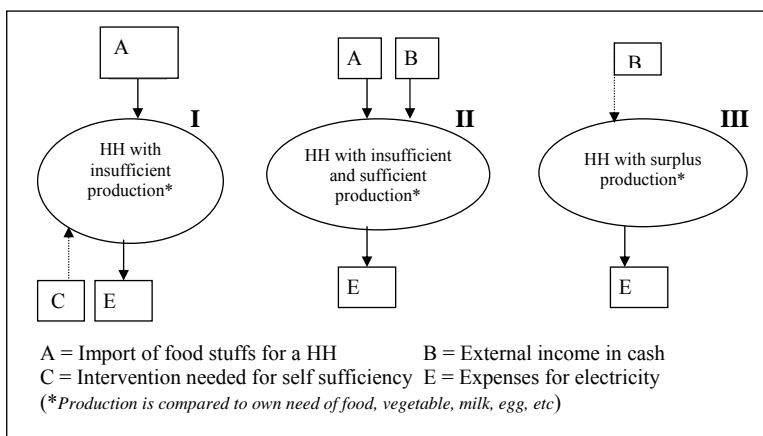 A
A
B
B
I
II
III
HH with
insufficient
production*
HH with insufficient
and sufficient
production*
HH with surplus
production*
C
E
E
E
A = Import of food stuffs for a HH B = External income in cash
C = Intervention needed for self sufficiency E = Expenses for electricity
(*Production is compared to own need of food, vegetable, milk, egg, etc)